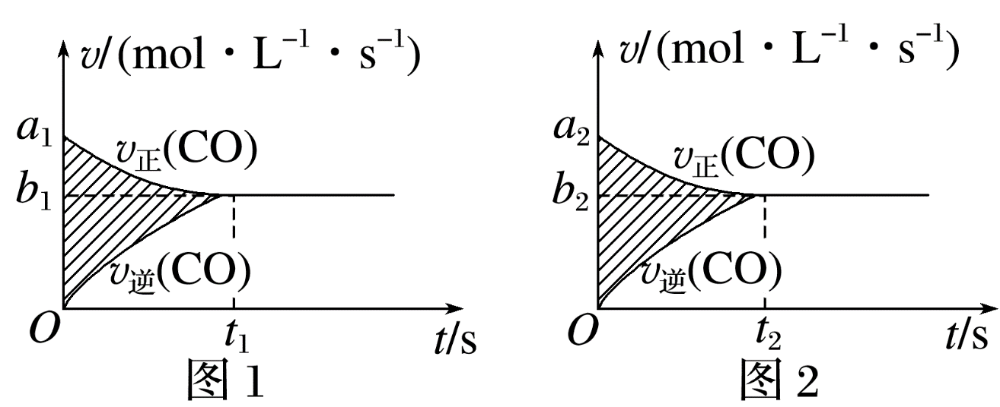 v/(mol·L⁻¹·s⁻¹)
a₁
v正(CO)
b₁
v逆(CO)
O
t₁
t/s
图1
v/(mol·L⁻¹·s⁻¹)
a₂
v正(CO)
b₂
v逆(CO)
O
t₂
t/s
图2